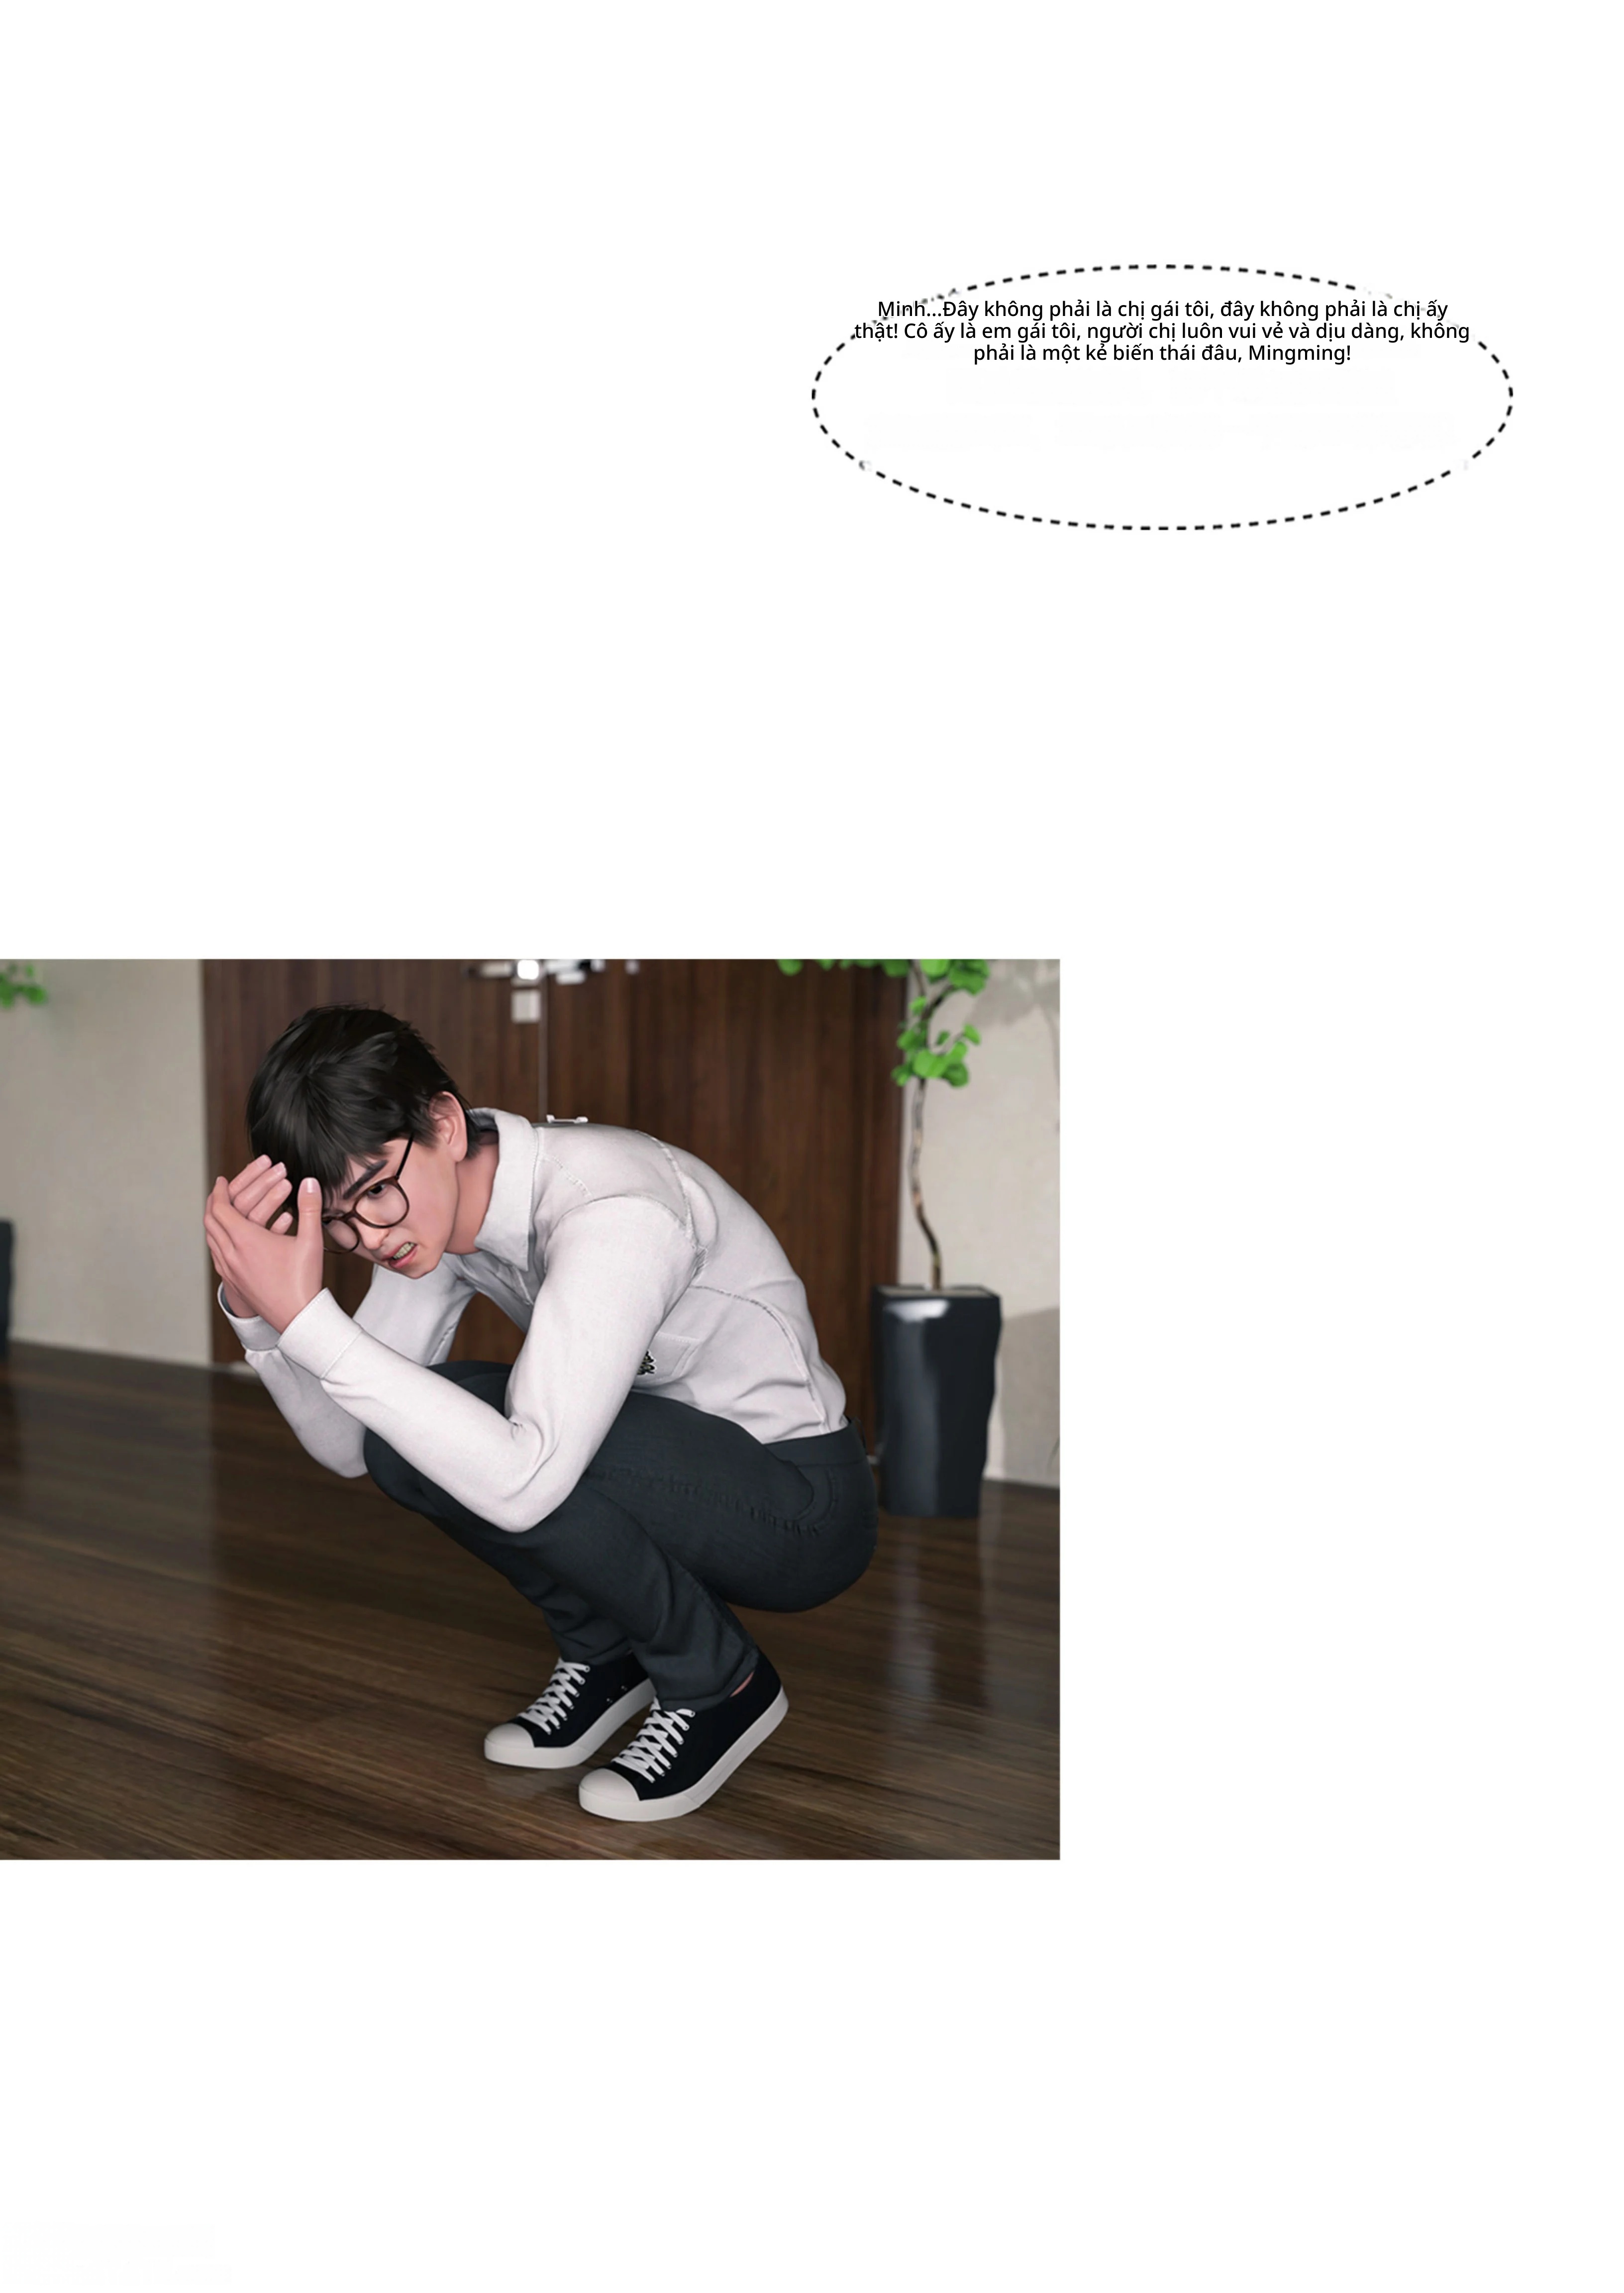 Minh...Đây không phải là chị gái tôi, đây không phải là chị ấy
thật! Cô ấy là em gái tôi, người chị luôn vui vẻ và dịu dàng, không
phải là một kẻ biến thái đâu, Mingming!